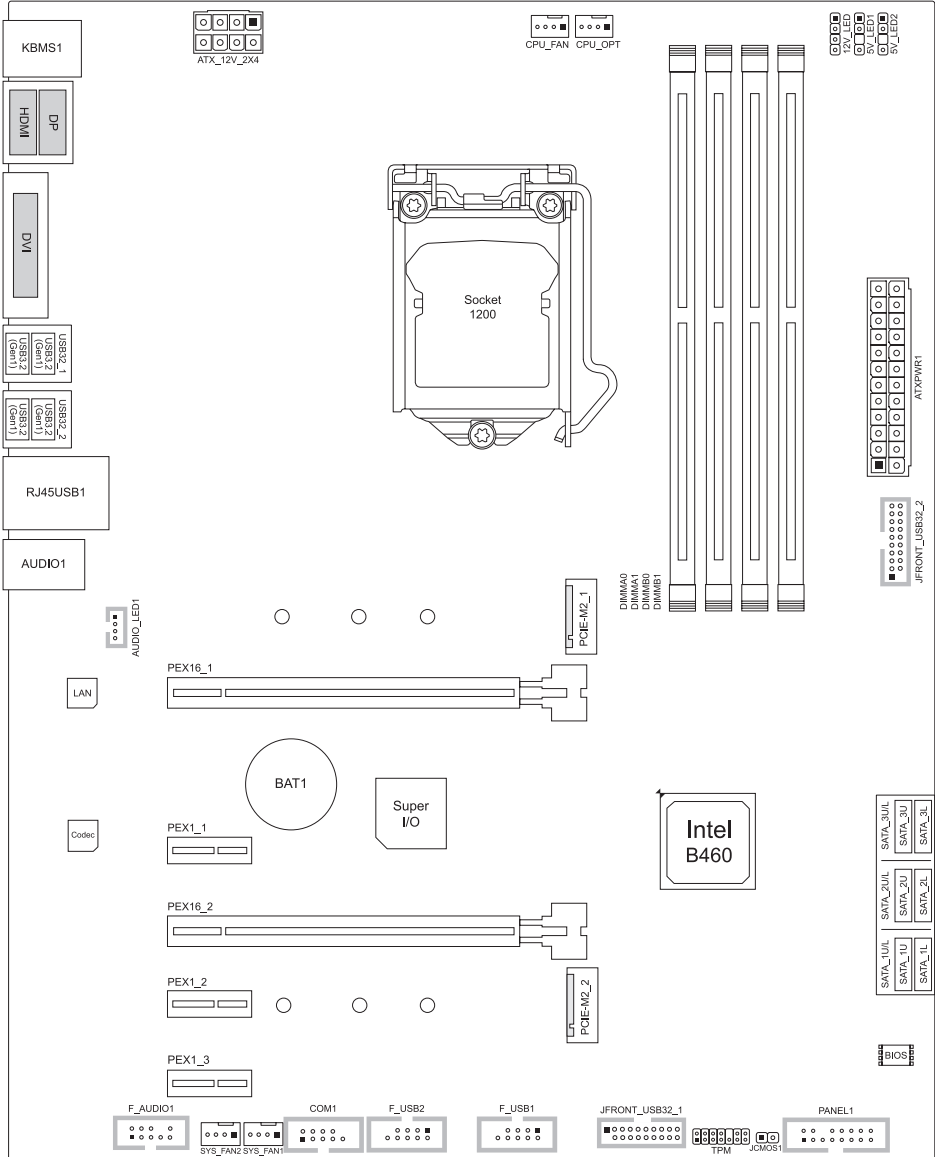 KBMS1
ATX_12V_2X4
CPU_FAN
CPU_OPT
12V_LED
5V_LED1
5V_LED2
HDMI
DP
DVI
Socket
1200
USB32_1
USB3.2
(Gen1)
USB3.2
(Gen1)
USB32_2
USB3.2
(Gen1)
USB3.2
(Gen1)
ATXPWR1
RJ45USB1
JFRONT_USB32_2
AUDIO1
DIMMA0
DIMMA1
DIMMB0
DIMMB1
AUDIO_LED1
PCIE-M2_1
PEX16_1
LAN
BAT1
Super
I/O
Intel
B460
Codec
PEX1_1
SATA_3U/L
SATA_3U
SATA_3L
SATA_2U/L
SATA_2U
SATA_2L
SATA_1U/L
SATA_1U
SATA_1L
PEX16_2
PEX1_2
PCIE-M2_2
BIOS
PEX1_3
F_AUDIO1
SYS_FAN2
SYS_FAN1
COM1
F_USB2
F_USB1
JFRONT_USB32_1
TPM
JCMOS1
PANEL1